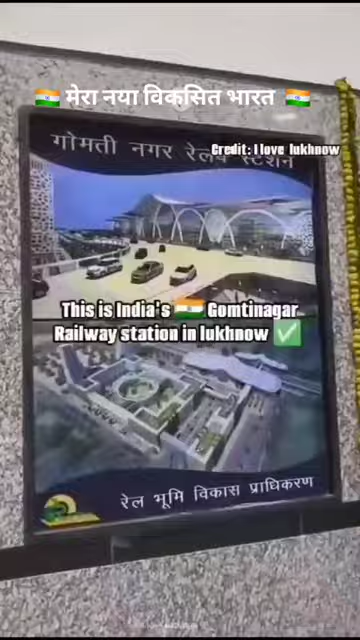 🇮🇳 मेरा नया विकसित भारत 🇮🇳
गोमती नगर रेलवे स्टेशन
Credit: I love lukhnow
This is India's 🇮🇳 Gomtinagar
Railway station in lukhnow ✅
रेल भूमि विकास प्राधिकरण